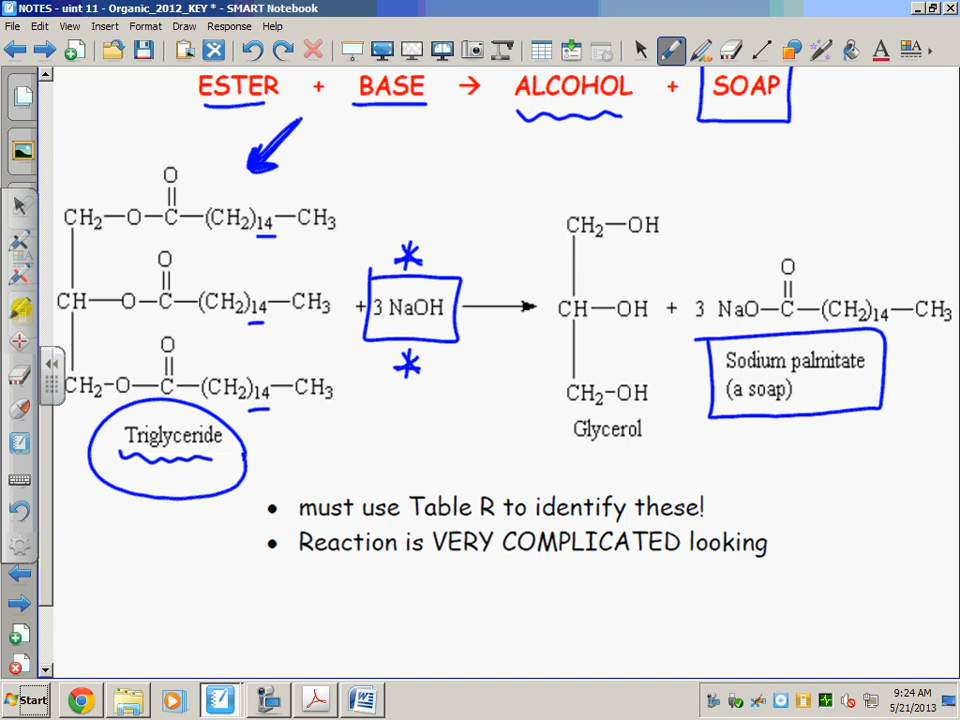 NOTES - uint 11 - Organic_2012_KEY * - SMART Notebook
File Edit View Insert Format Draw Response Help
ESTER + BASE → ALCOHOL + SOAP
O
CH₂—O—C—(CH₂)₁₄—CH₃
O
CH—O—C—(CH₂)₁₄—CH₃
O
CH₂-O—C—(CH₂)₁₄—CH₃
Triglyceride
* + 3 NaOH → *
CH₂—OH
CH—OH
CH₂-OH
Glycerol
O
+ 3 NaO—C—(CH₂)₁₄—CH₃
Sodium palmitate
(a soap)
• must use Table R to identify these!
• Reaction is VERY COMPLICATED looking
Start
9:24 AM
5/21/2013